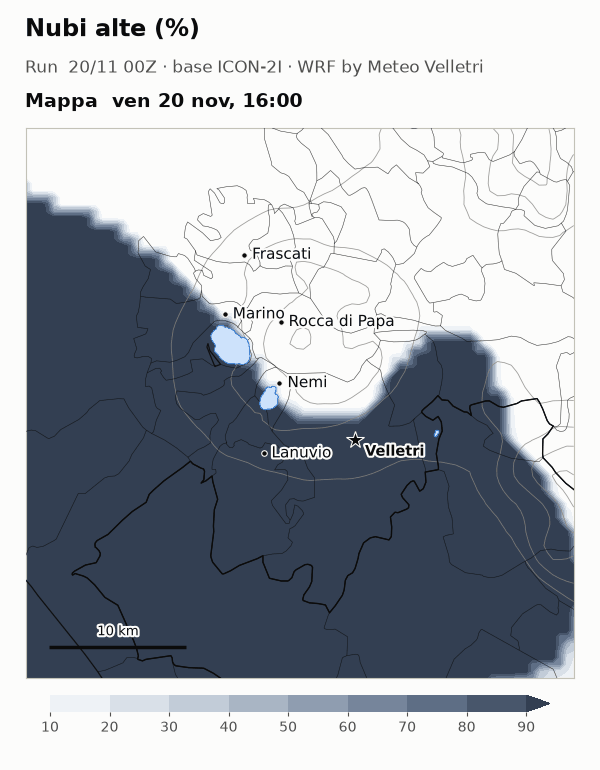 Nubi alte (%)
Run  20/11 00Z · base ICON-2I · WRF by Meteo Velletri
Mappa  ven 20 nov, 16:00
Frascati
Marino
Rocca di Papa
Nemi
Velletri
Lanuvio
10 km
10 20 30 40 50 60 70 80 90